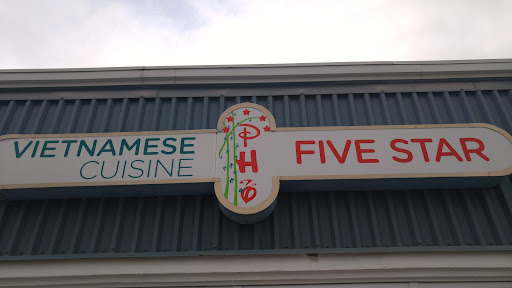 VIETNAMESE
CUISINE
PHỞ
FIVE STAR